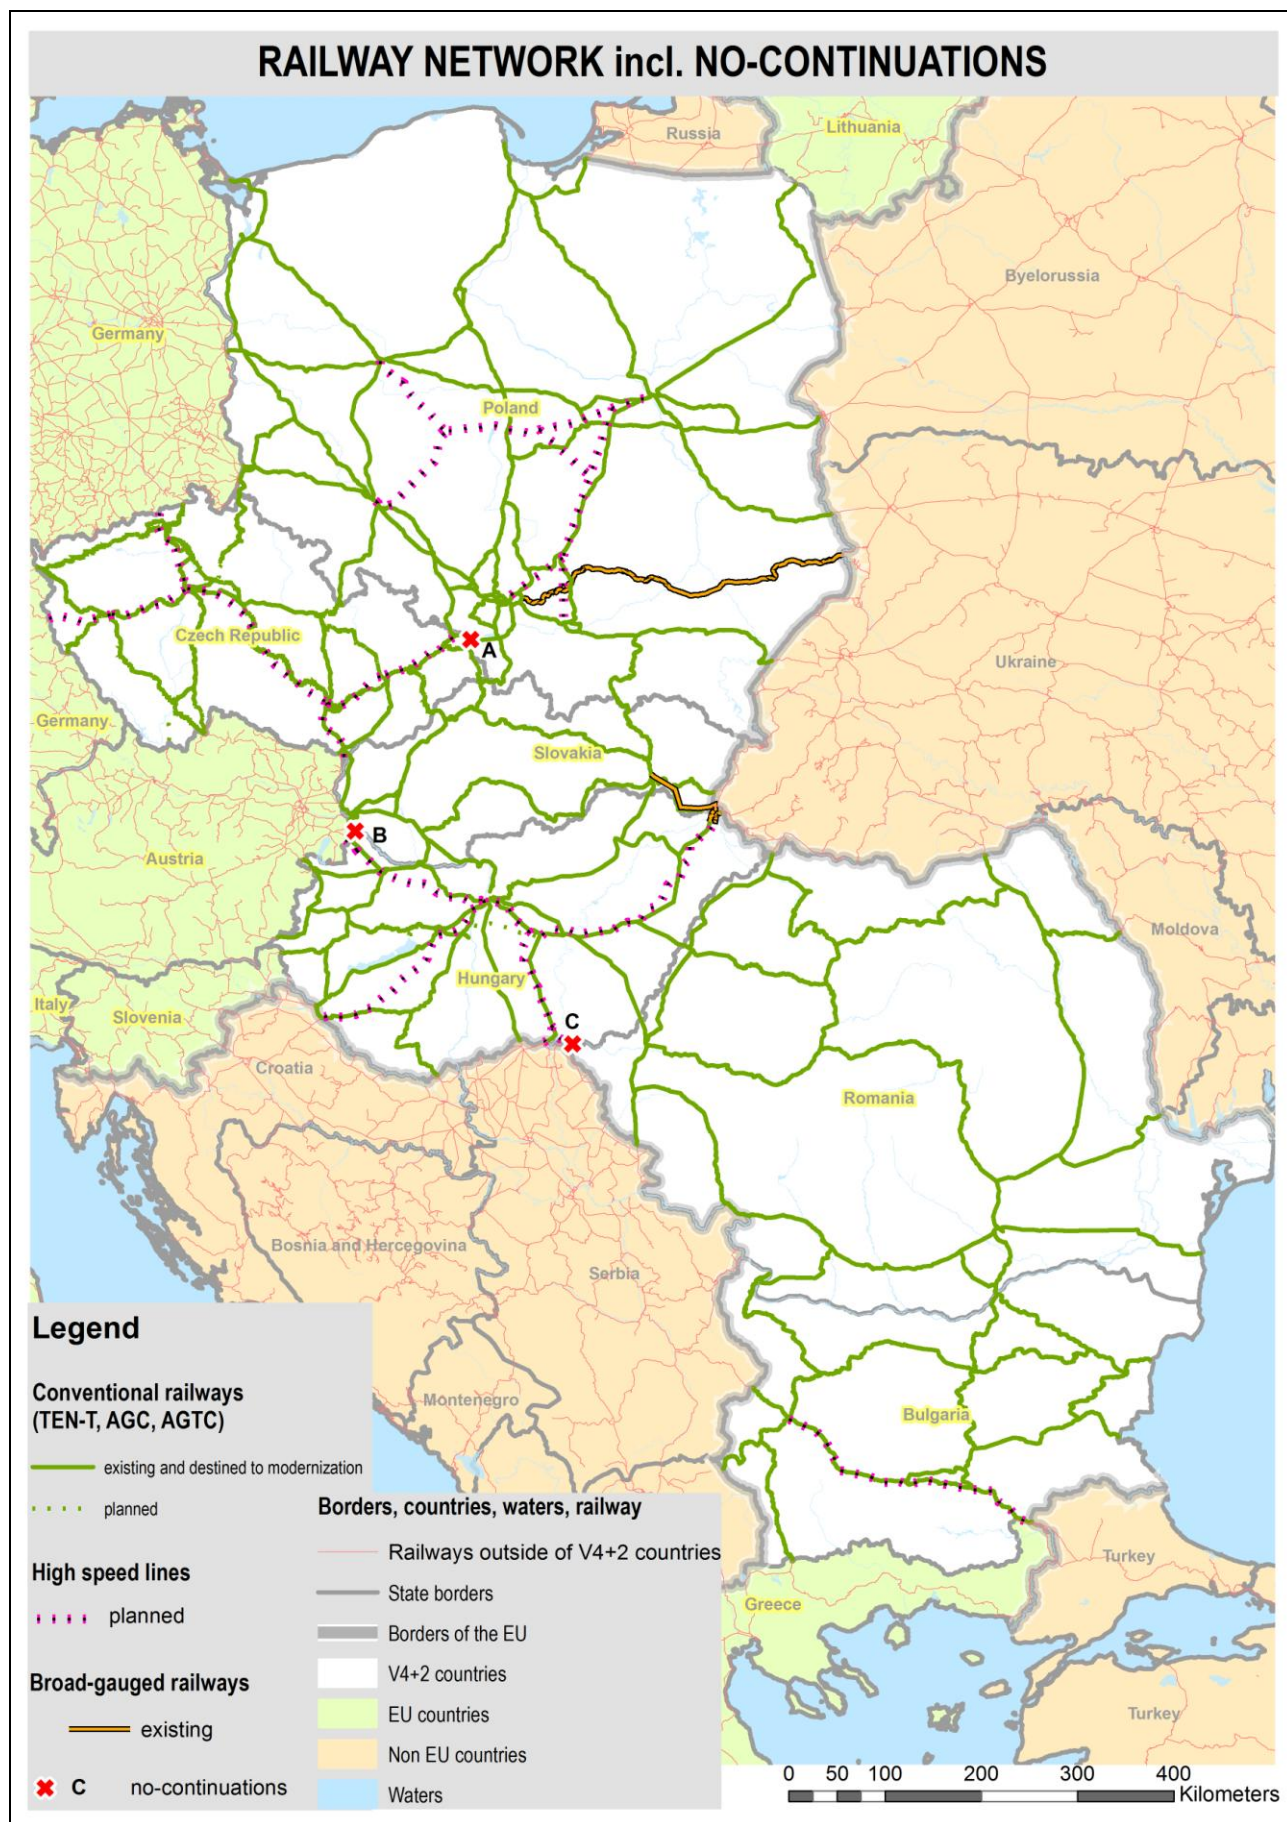 RAILWAY NETWORK incl. NO-CONTINUATIONS
Russia
Lithuania
Byelorussia
Germany
Poland
Czech Republic
A
Ukraine
Germany
Slovakia
B
Austria
Moldova
Hungary
Italy
Slovenia
C
Croatia
Romania
Bosnia and Hercegovina
Serbia
Montenegro
Bulgaria
Turkey
Greece
Turkey
Legend
Conventional railways
(TEN-T, AGC, AGTC)
existing and destined to modernization
planned
High speed lines
planned
Broad-gauged railways
existing
C no-continuations
Borders, countries, waters, railway
Railways outside of V4+2 countries
State borders
Borders of the EU
V4+2 countries
EU countries
Non EU countries
Waters
0 50 100 200 300 400
Kilometers